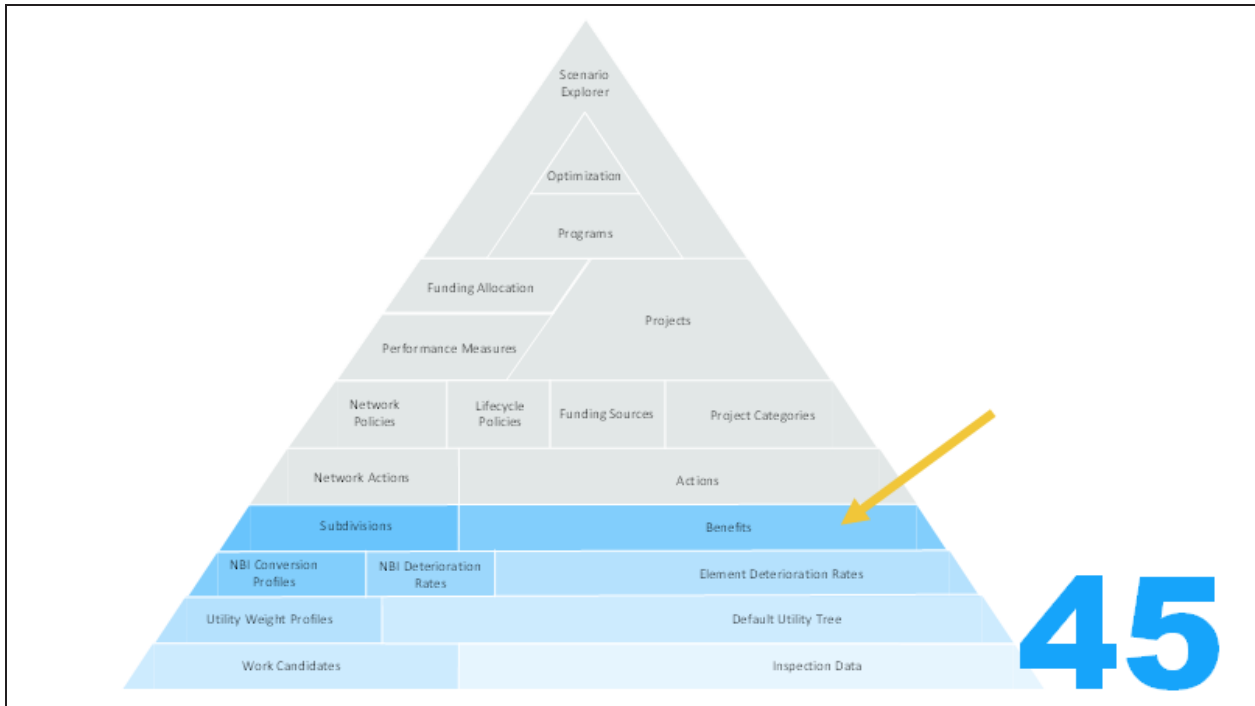 Scenario
Explorer
Optimization
Programs
Funding Allocation
Projects
Performance Measures
Network
Policies
Lifecycle
Policies
Funding Sources
Project Categories
Network Actions
Actions
Subdivisions
Benefits
NBI Conversion
Profiles
NBI Deterioration
Rates
Element Deterioration Rates
Utility Weight Profiles
Default Utility Tree
Work Candidates
Inspection Data
45